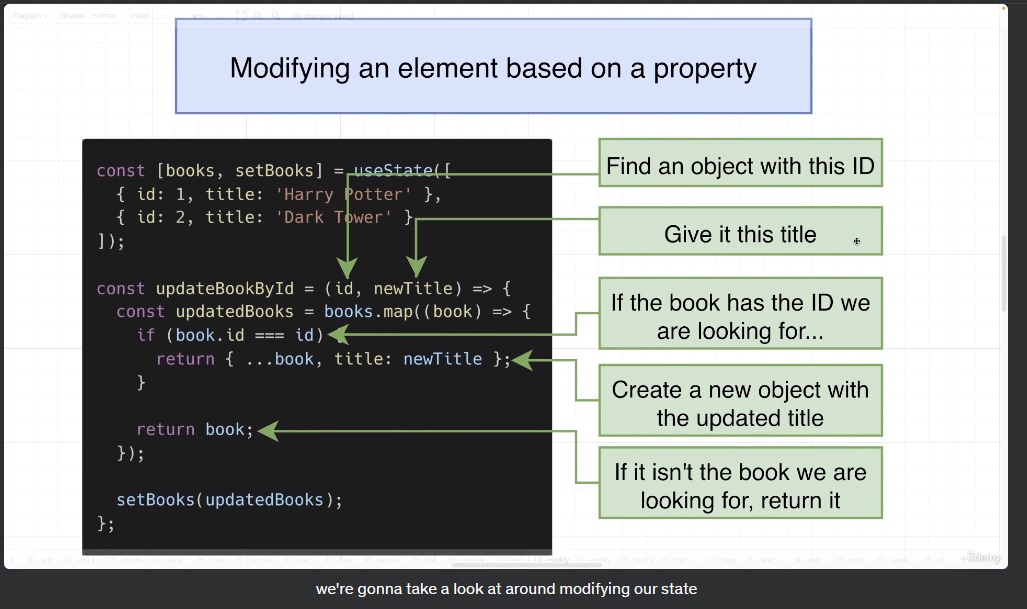 Modifying an element based on a property
const [books, setBooks] = useState([
{ id: 1, title: 'Harry Potter' },
{ id: 2, title: 'Dark Tower' }
]);
const updateBookById = (id, newTitle) => {
const updatedBooks = books.map((book) => {
if (book.id === id) {
return { ...book, title: newTitle };
}
return book;
});
setBooks(updatedBooks);
};
Find an object with this ID
Give it this title
If the book has the ID we
are looking for...
Create a new object with
the updated title
If it isn't the book we are
looking for, return it
Udemy
we're gonna take a look at around modifying our state